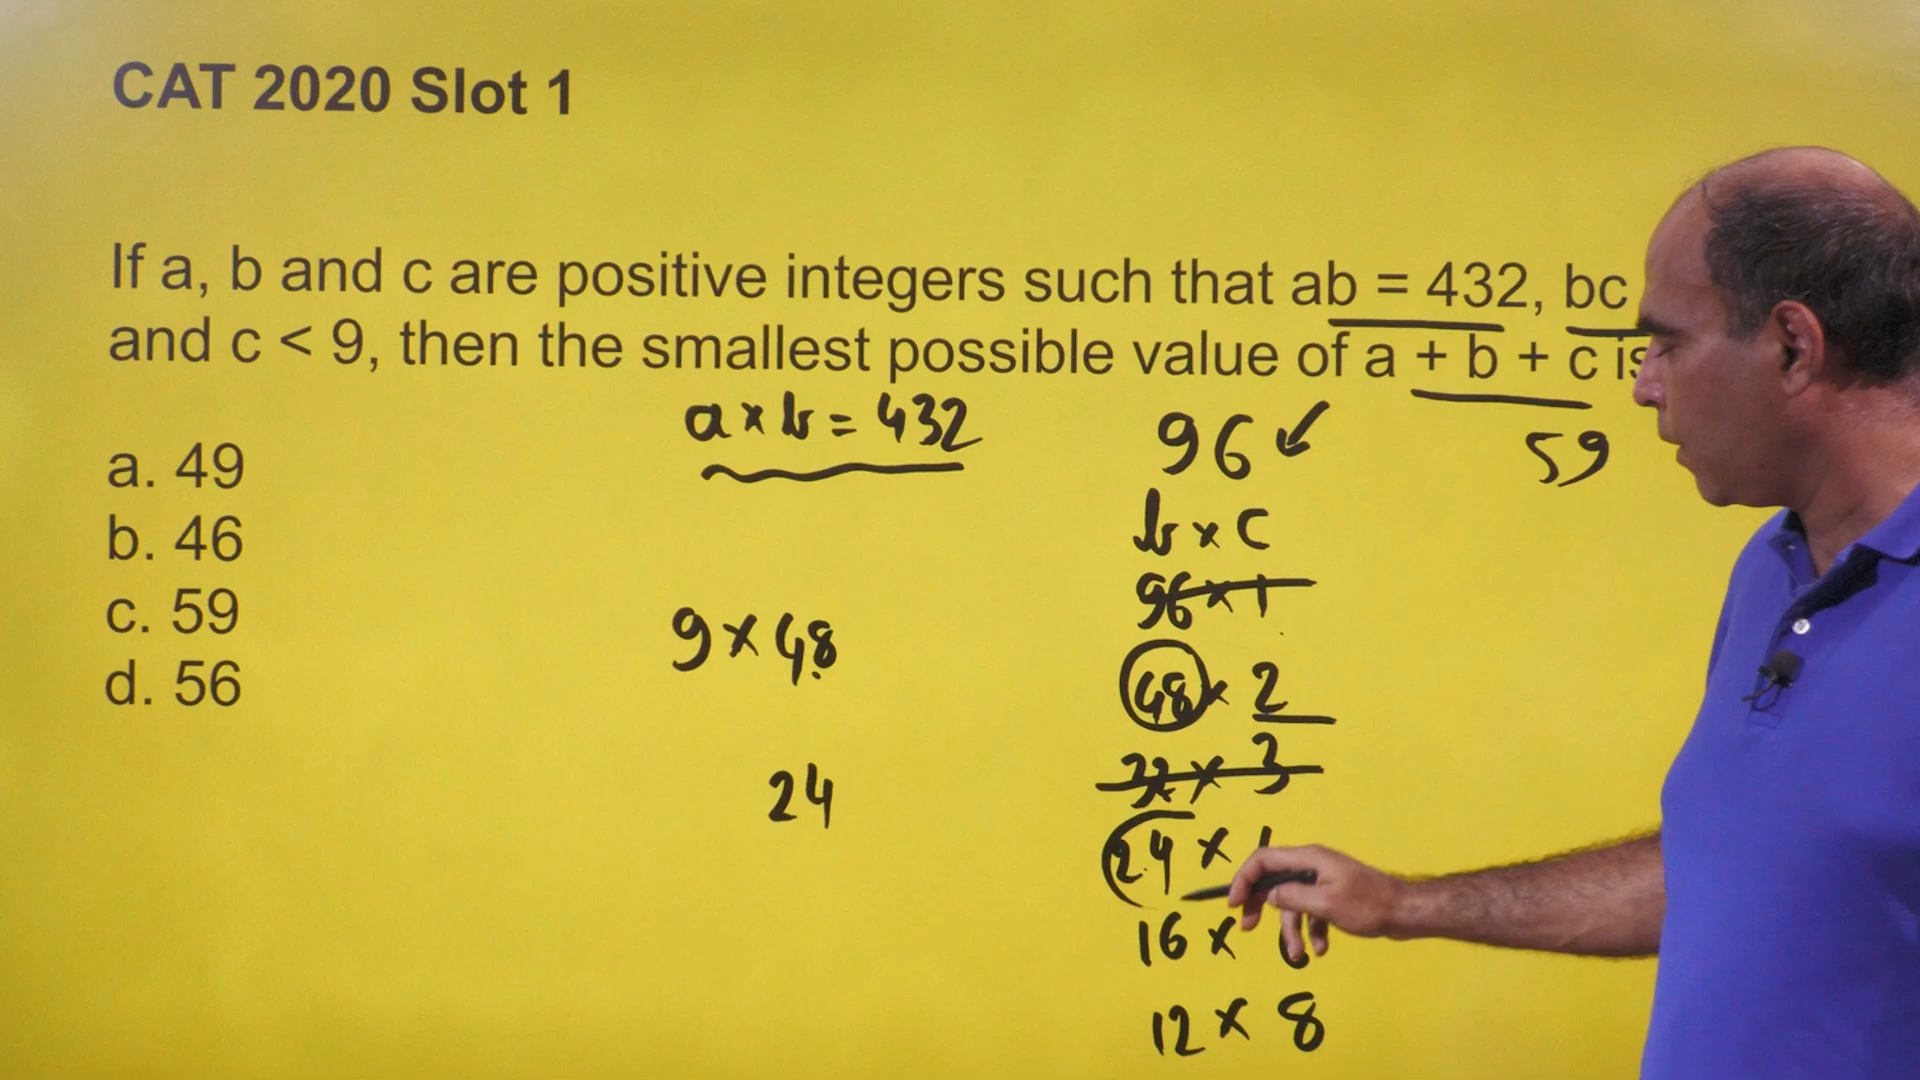 CAT 2020 Slot 1
If a, b and c are positive integers such that ab = 432, bc
and c < 9, then the smallest possible value of a + b + c is
a. 49
b. 46
c. 59
d. 56
a × b = 432
9 × 48
24
96
b × c
96 × 1
48 × 2
32 × 3
24 ×
16 ×
12 × 8
59